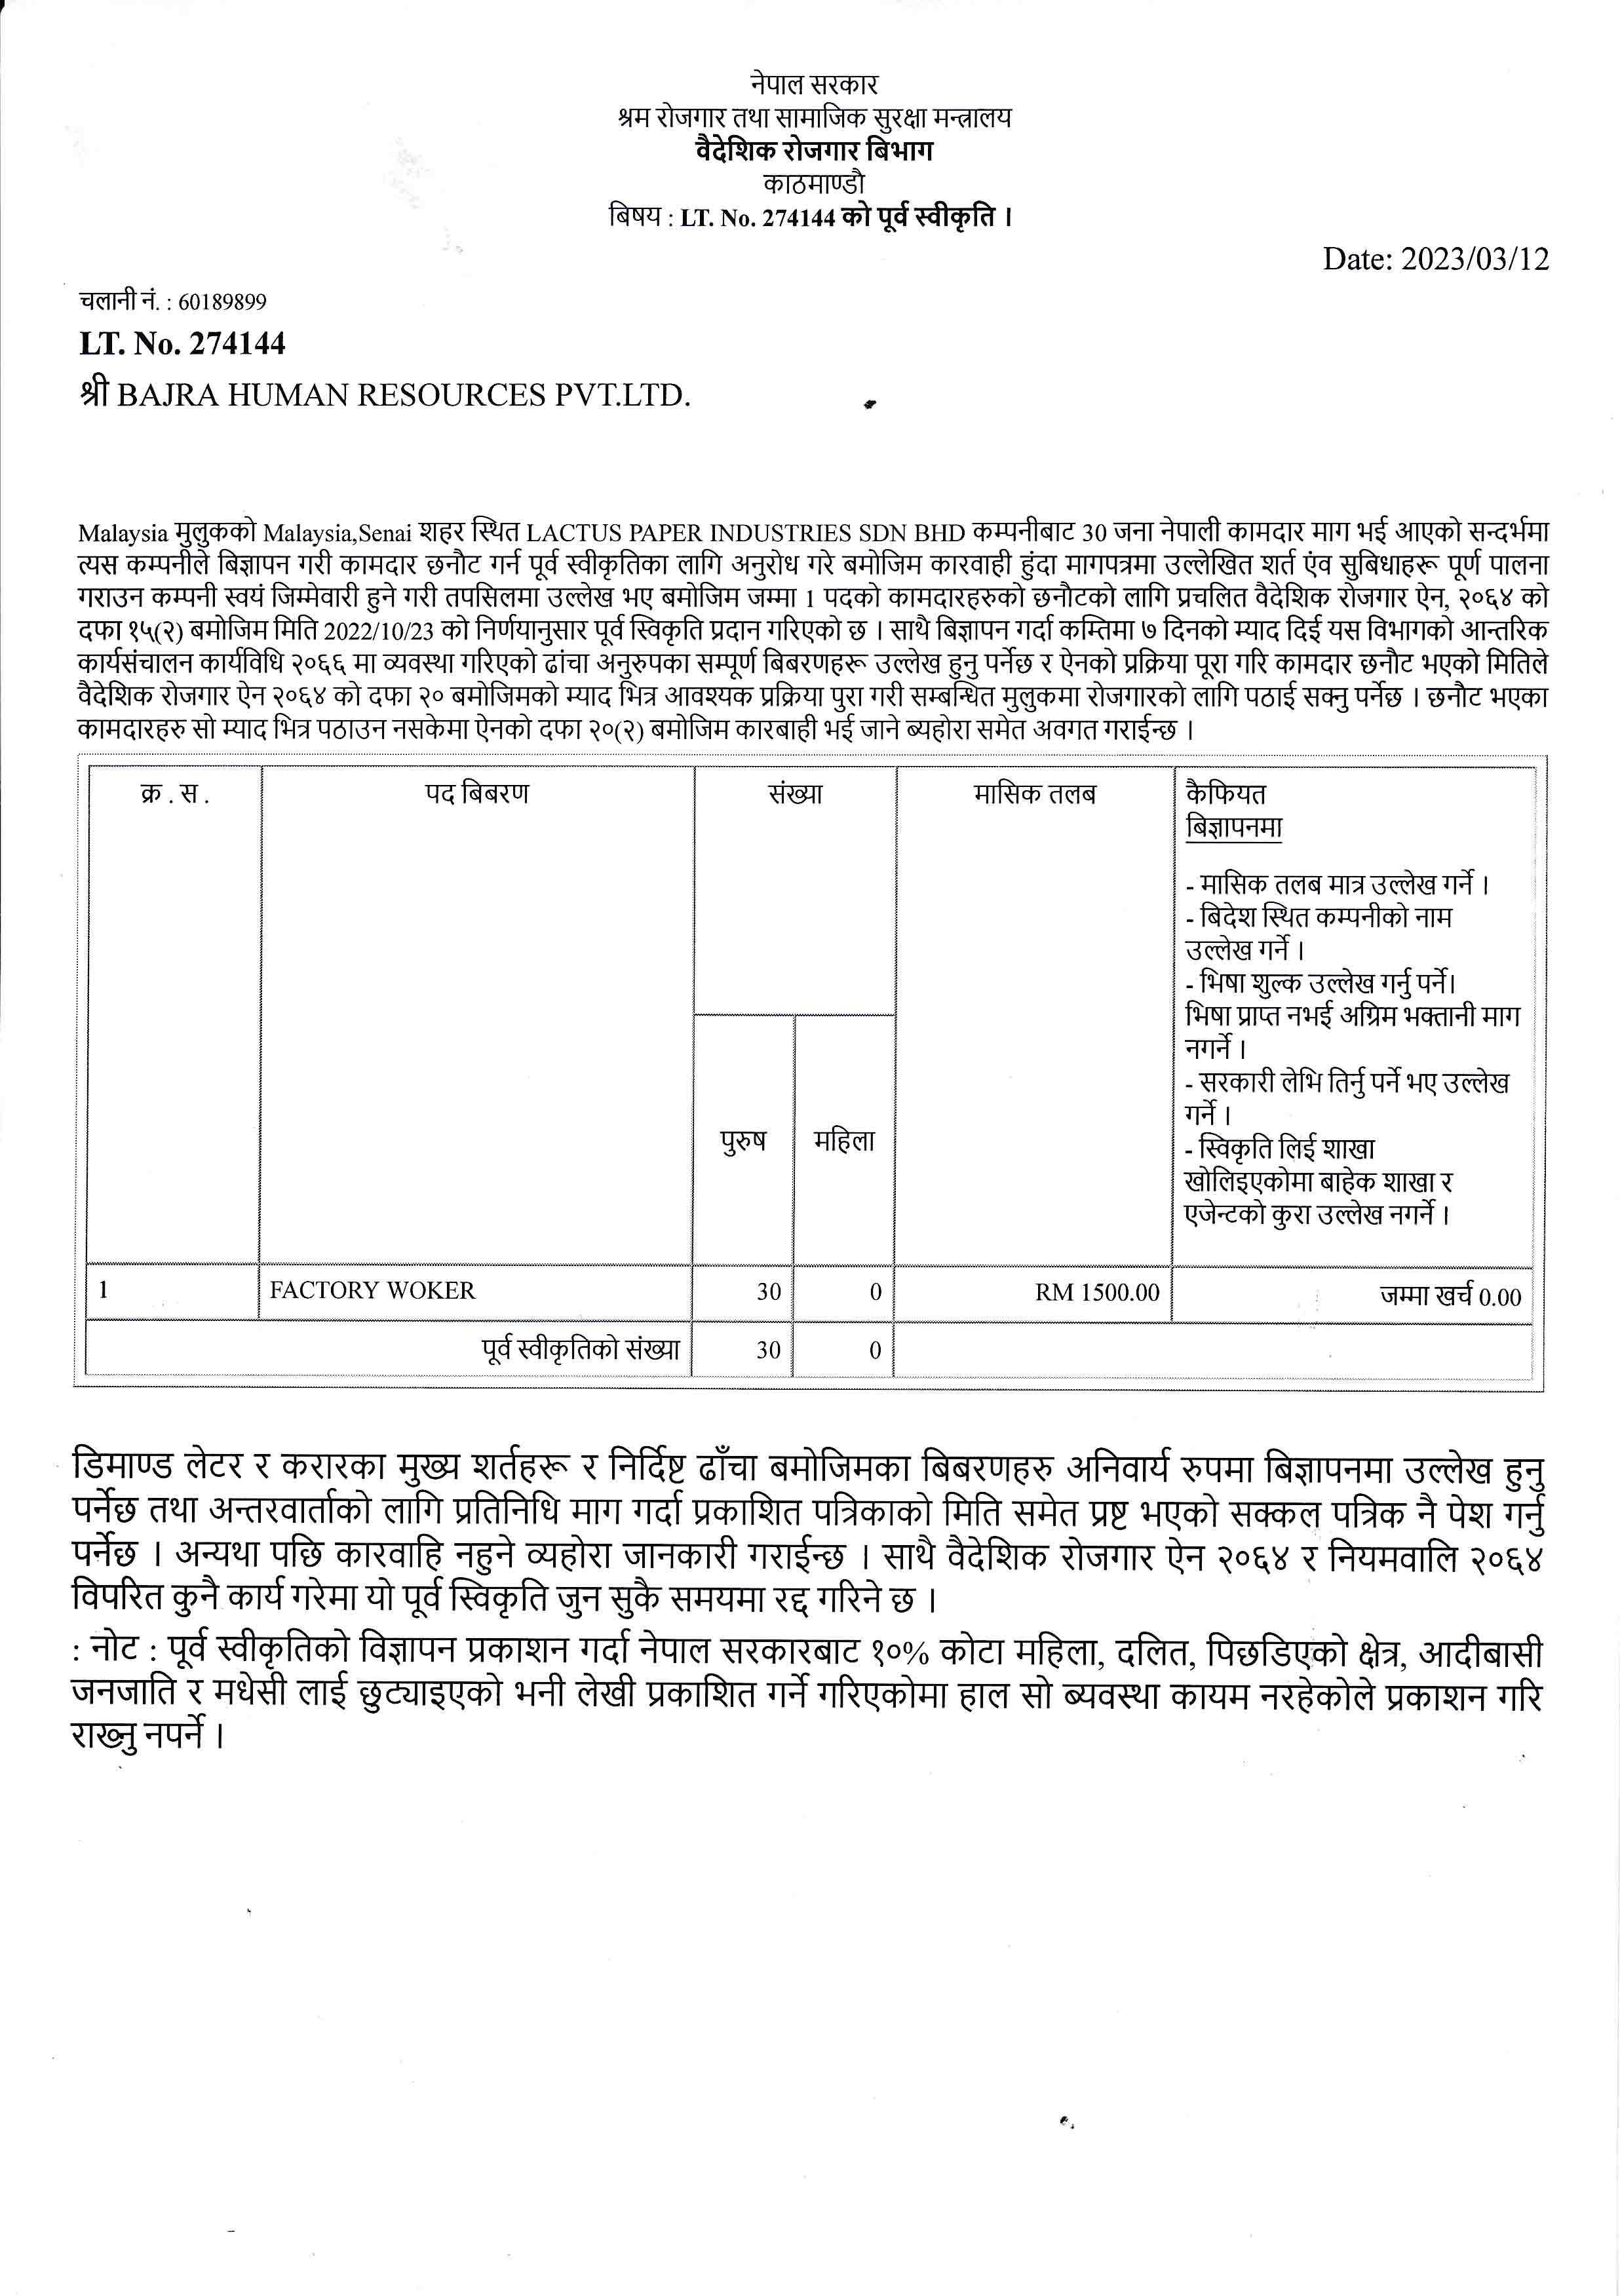 नेपाल सरकार
श्रम रोजगार तथा सामाजिक सुरक्षा मन्त्रालय
वैदेशिक रोजगार बिभाग
काठमाण्डौ
बिषय : LT. No. 274144 को पूर्व स्वीकृति ।
Date: 2023/03/12
चलानी नं. : 60189899
LT. No. 274144
श्री BAJRA HUMAN RESOURCES PVT.LTD.
Malaysia मुलुकको Malaysia,Senai शहर स्थित LACTUS PAPER INDUSTRIES SDN BHD कम्पनीबाट 30 जना नेपाली कामदार माग भई आएको सन्दर्भमा
त्यस कम्पनीले बिज्ञापन गरी कामदार छनौट गर्न पूर्व स्वीकृतिका लागि अनुरोध गरे बमोजिम कारवाही हुंदा मागपत्रमा उल्लेखित शर्त एंव सुबिधाहरू पूर्ण पालना
गराउन कम्पनी स्वयं जिम्मेवारी हुने गरी तपसिलमा उल्लेख भए बमोजिम जम्मा 1 पदको कामदारहरुको छनौटको लागि प्रचलित वैदेशिक रोजगार ऐन, २०६४ को
दफा १५(२) बमोजिम मिति 2022/10/23 को निर्णयानुसार पूर्व स्विकृति प्रदान गरिएको छ । साथै बिज्ञापन गर्दा कम्तिमा ७ दिनको म्याद दिई यस विभागको आन्तरिक
कार्यसंचालन कार्यविधि २०६६ मा व्यवस्था गरिएको ढांचा अनुरुपका सम्पूर्ण बिबरणहरू उल्लेख हुनु पर्नेछ र ऐनको प्रक्रिया पूरा गरि कामदार छनौट भएको मितिले
वैदेशिक रोजगार ऐन २०६४ को दफा २० बमोजिमको म्याद भित्र आवश्यक प्रक्रिया पुरा गरी सम्बन्धित मुलुकमा रोजगारको लागि पठाई सक्नु पर्नेछ । छनौट भएका
कामदारहरु सो म्याद भित्र पठाउन नसकेमा ऐनको दफा २०(२) बमोजिम कारबाही भई जाने ब्यहोरा समेत अवगत गराईन्छ ।
क्र . स .
पद बिबरण
संख्या
मासिक तलब
कैफियत
बिज्ञापनमा
- मासिक तलब मात्र उल्लेख गर्ने ।
- बिदेश स्थित कम्पनीको नाम
उल्लेख गर्ने ।
- भिषा शुल्क उल्लेख गर्नु पर्ने।
भिषा प्राप्त नभई अग्रिम भक्तानी माग
नगर्ने ।
- सरकारी लेभि तिर्नु पर्ने भए उल्लेख
गर्ने ।
- स्विकृति लिई शाखा
खोलिइएकोमा बाहेक शाखा र
एजेन्टको कुरा उल्लेख नगर्ने ।
पुरुष महिला
1 FACTORY WOKER 30 0 RM 1500.00 जम्मा खर्च 0.00
पूर्व स्वीकृतिको संख्या 30 0
डिमाण्ड लेटर र करारका मुख्य शर्तहरू र निर्दिष्ट ढाँचा बमोजिमका बिबरणहरु अनिवार्य रुपमा बिज्ञापनमा उल्लेख हुनु
पर्नेछ तथा अन्तरवार्ताको लागि प्रतिनिधि माग गर्दा प्रकाशित पत्रिकाको मिति समेत प्रष्ट भएको सक्कल पत्रिक नै पेश गर्नु
पर्नेछ । अन्यथा पछि कारवाहि नहुने व्यहोरा जानकारी गराईन्छ । साथै वैदेशिक रोजगार ऐन २०६४ र नियमवालि २०६४
विपरित कुनै कार्य गरेमा यो पूर्व स्विकृति जुन सुकै समयमा रद्द गरिने छ ।
: नोट : पूर्व स्वीकृतिको विज्ञापन प्रकाशन गर्दा नेपाल सरकारबाट १०% कोटा महिला, दलित, पिछडिएको क्षेत्र, आदीबासी
जनजाति र मधेसी लाई छुट्याइएको भनी लेखी प्रकाशित गर्ने गरिएकोमा हाल सो ब्यवस्था कायम नरहेकोले प्रकाशन गरि
राख्नु नपर्ने ।